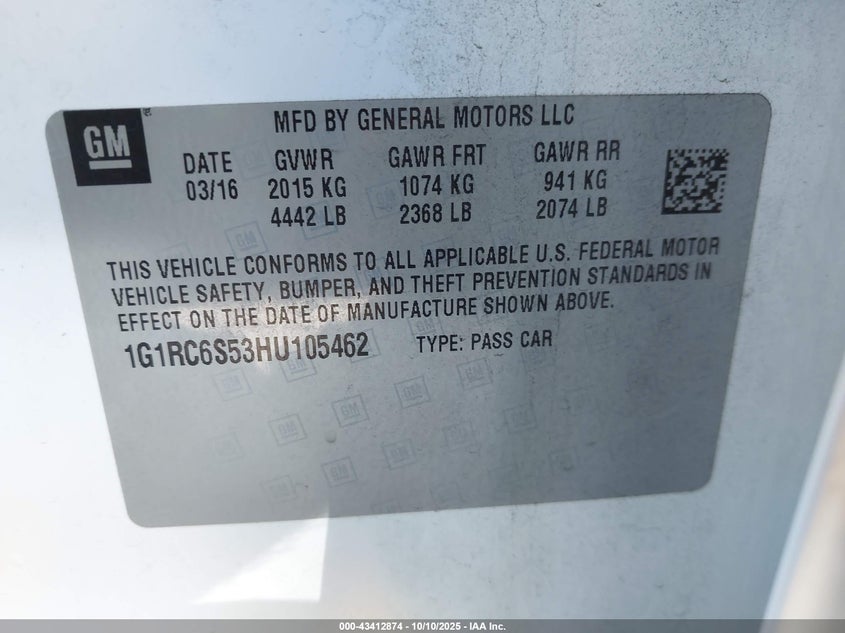 GM
MFD BY GENERAL MOTORS LLC
DATE GVWR GAWR FRT GAWR RR
03/16 2015 KG 1074 KG 941 KG
4442 LB 2368 LB 2074 LB
THIS VEHICLE CONFORMS TO ALL APPLICABLE U.S. FEDERAL MOTOR
VEHICLE SAFETY, BUMPER, AND THEFT PREVENTION STANDARDS IN
EFFECT ON THE DATE OF MANUFACTURE SHOWN ABOVE.
1G1RC6S53HU105462 TYPE: PASS CAR
000-43412874 - 10/10/2025 - IAA Inc.